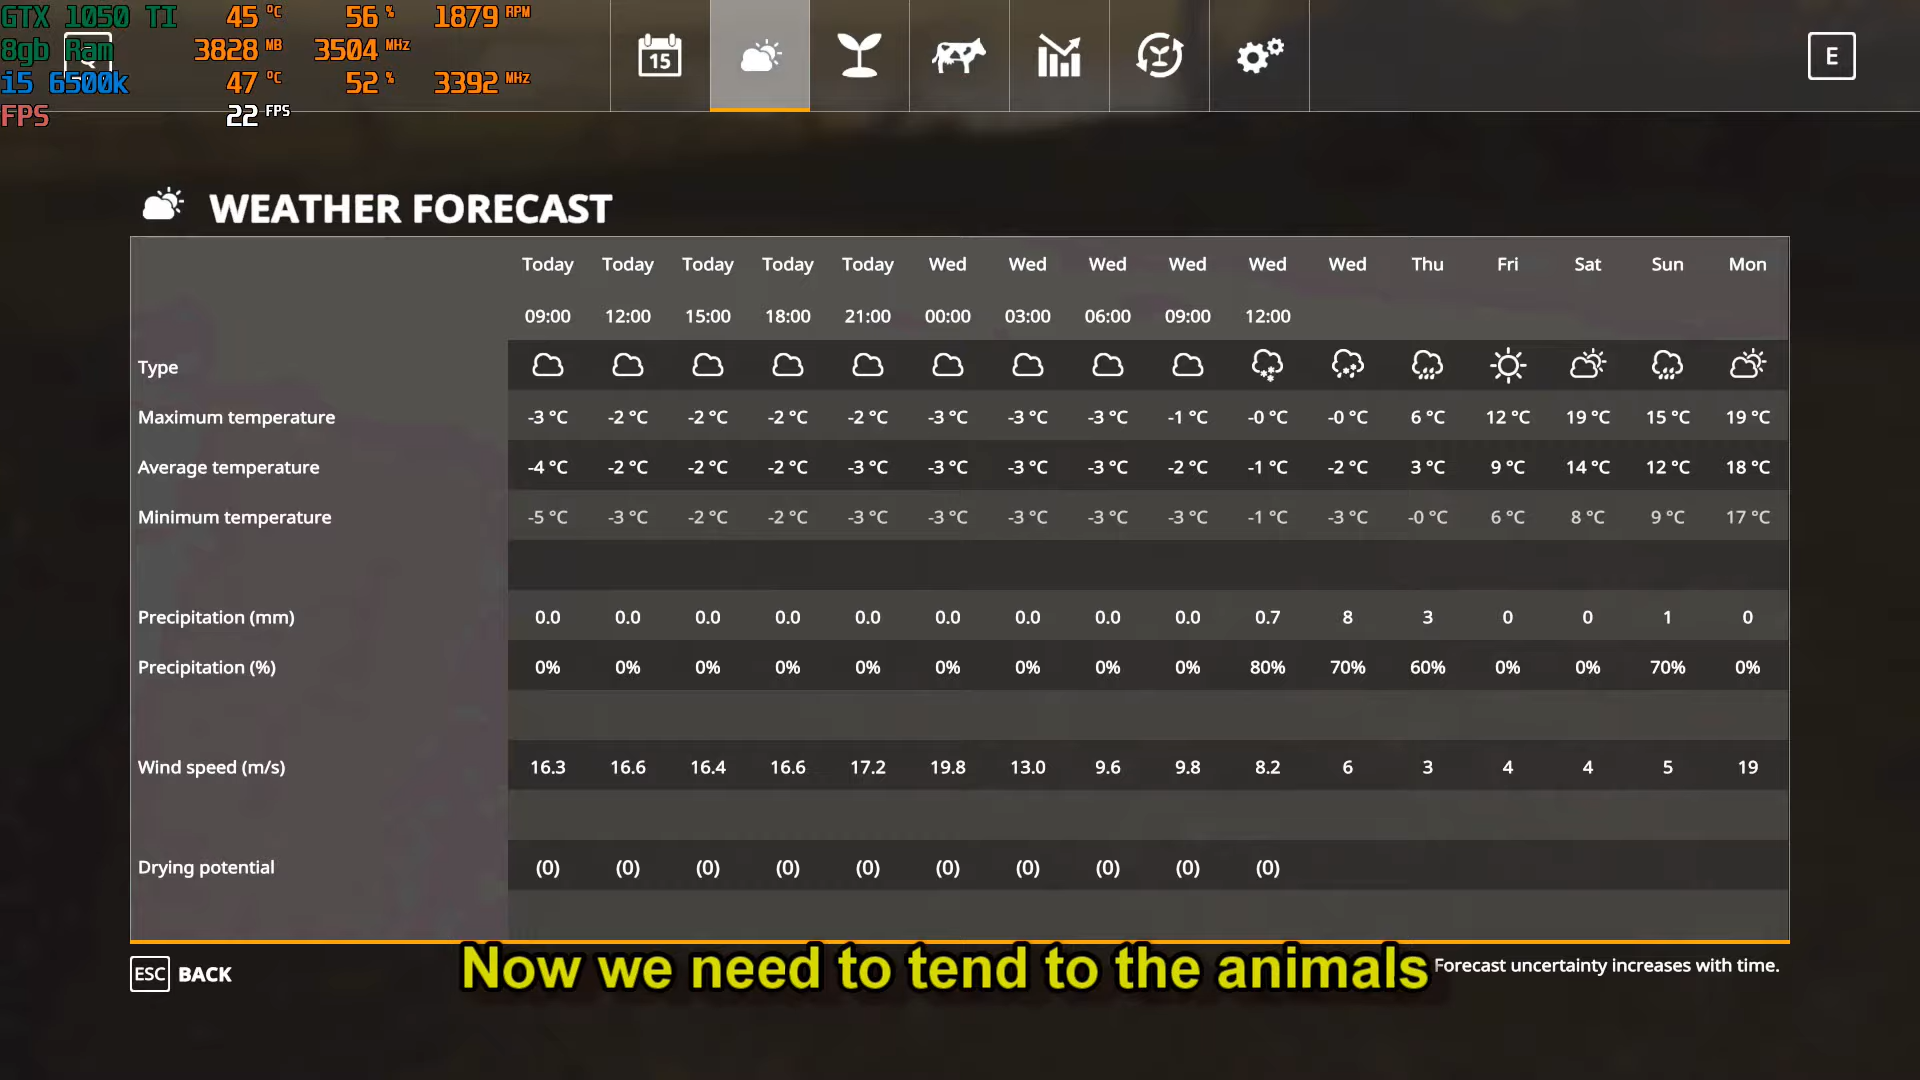 GTX 1050 TI 45 °C 56 % 1879 RPM
8gb Ram 3828 MB 3504 MHz
i5 6500k 47 °C 52 % 3392 MHz
FPS 22 FPS
15
E
WEATHER FORECAST
Today Today Today Today Today Wed Wed Wed Wed Wed Wed Thu Fri Sat Sun Mon
09:00 12:00 15:00 18:00 21:00 00:00 03:00 06:00 09:00 12:00
Type
Maximum temperature -3 °C -2 °C -2 °C -2 °C -2 °C -3 °C -3 °C -3 °C -1 °C -0 °C -0 °C 6 °C 12 °C 19 °C 15 °C 19 °C
Average temperature -4 °C -2 °C -2 °C -2 °C -3 °C -3 °C -3 °C -3 °C -2 °C -1 °C -2 °C 3 °C 9 °C 14 °C 12 °C 18 °C
Minimum temperature -5 °C -3 °C -2 °C -2 °C -3 °C -3 °C -3 °C -3 °C -3 °C -1 °C -3 °C -0 °C 6 °C 8 °C 9 °C 17 °C
Precipitation (mm) 0.0 0.0 0.0 0.0 0.0 0.0 0.0 0.0 0.0 0.7 8 3 0 0 1 0
Precipitation (%) 0% 0% 0% 0% 0% 0% 0% 0% 0% 80% 70% 60% 0% 0% 70% 0%
Wind speed (m/s) 16.3 16.6 16.4 16.6 17.2 19.8 13.0 9.6 9.8 8.2 6 3 4 4 5 19
Drying potential (0) (0) (0) (0) (0) (0) (0) (0) (0) (0)
ESC BACK
Now we need to tend to the animals
Forecast uncertainty increases with time.